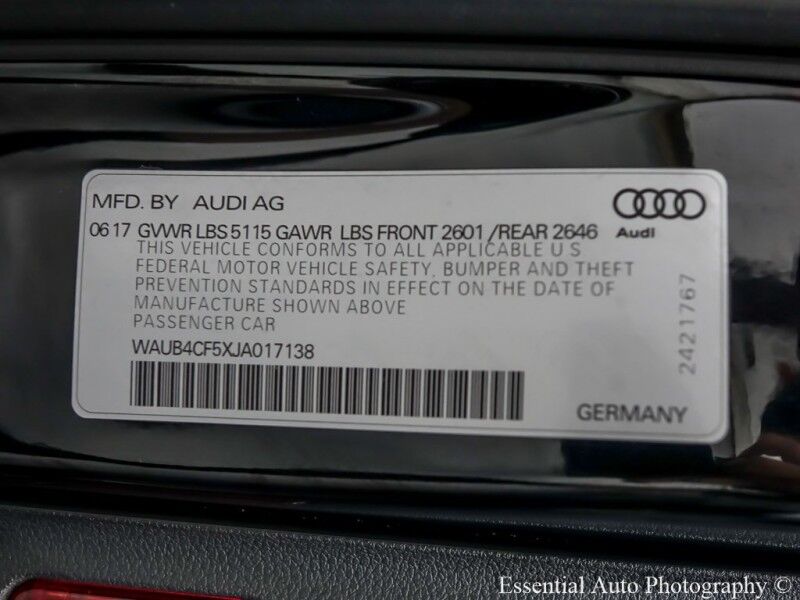 MFD. BY AUDI AG
Audi
06 17 GVWR LBS 5115 GAWR LBS FRONT 2601 /REAR 2646
THIS VEHICLE CONFORMS TO ALL APPLICABLE U S
FEDERAL MOTOR VEHICLE SAFETY, BUMPER AND THEFT
PREVENTION STANDARDS IN EFFECT ON THE DATE OF
MANUFACTURE SHOWN ABOVE
PASSENGER CAR
WAUB4CF5XJA017138
2421767
GERMANY
Essential Auto Photography ©